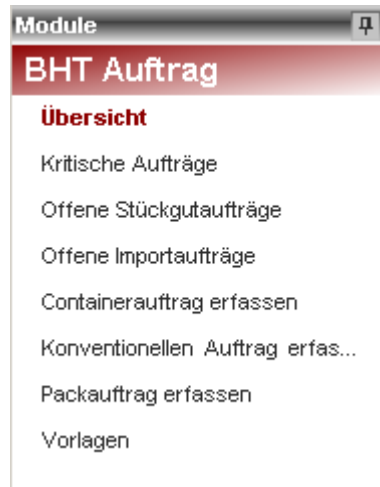 Module
BHT Auftrag
Übersicht
Kritische Aufträge
Offene Stückgutaufträge
Offene Importaufträge
Containerauftrag erfassen
Konventionellen Auftrag erfas...
Packauftrag erfassen
Vorlagen